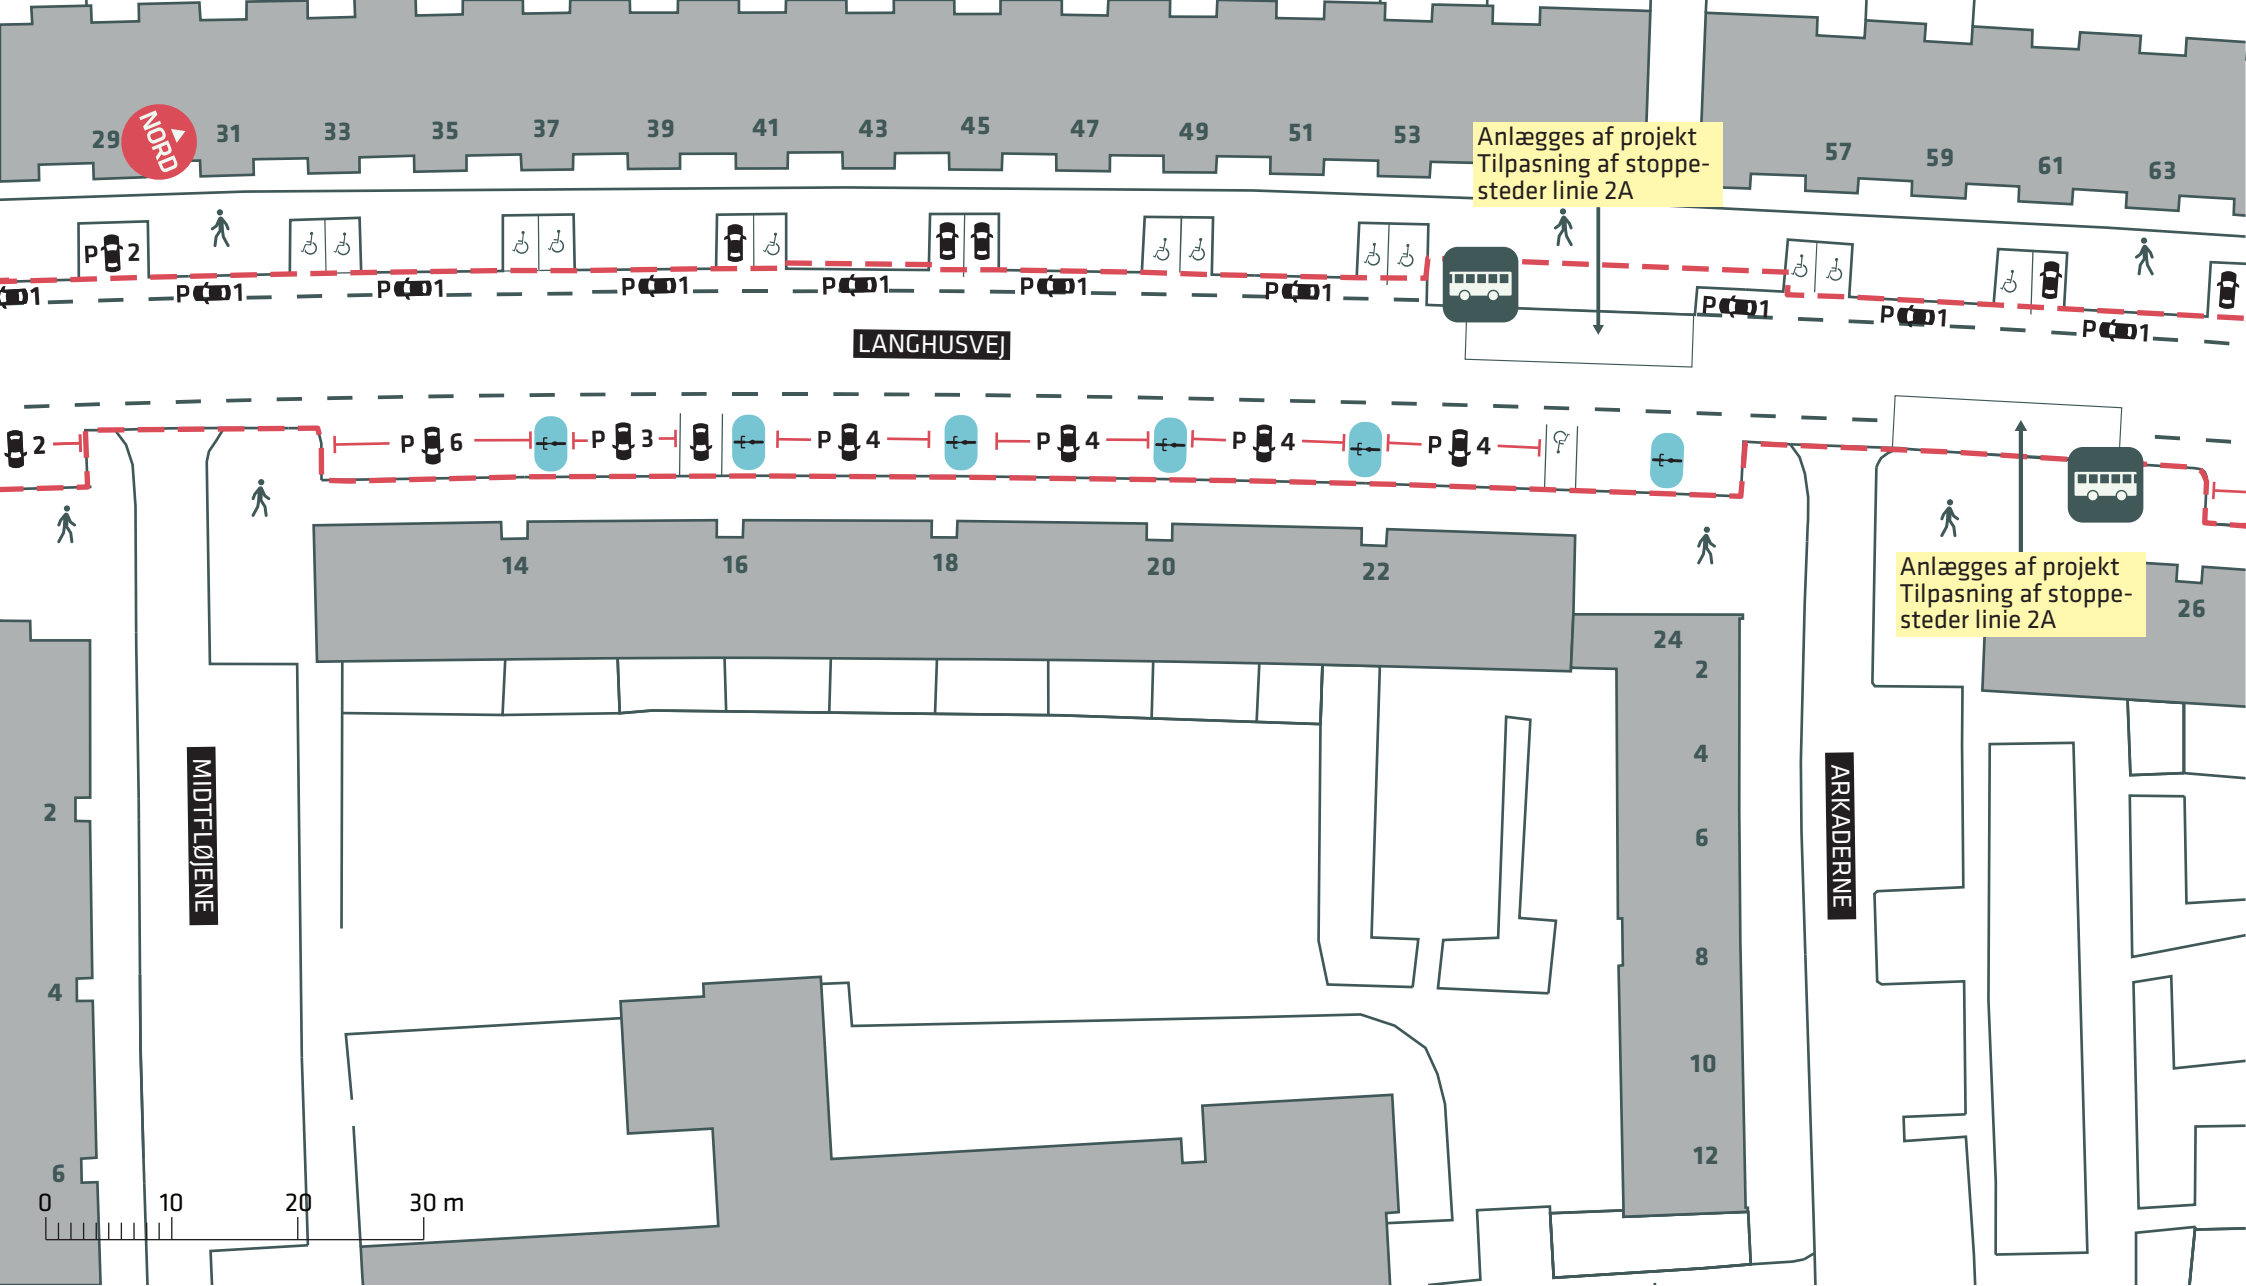 29
NORD
31
33
35
37
39
41
43
45
47
49
51
53
57
59
61
63
Anlægges af projekt
Tilpasning af stoppe-
steder linie 2A
P 2
1
P 1
P 1
P 1
P 1
P 1
P 1
P 1
P 1
P 1
LANGHUSVEJ
2
P 6
P 3
P 4
P 4
P 4
P 4
14
16
18
20
22
24
26
Anlægges af projekt
Tilpasning af stoppe-
steder linie 2A
2
4
6
8
10
12
MIDTFLØJENE
ARKADERNE
2
4
6
0 10 20 30 m